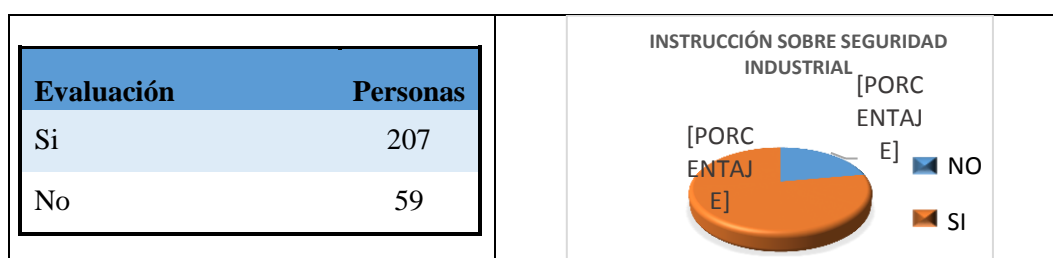 Evaluación Personas
Si 207
No 59
INSTRUCCIÓN SOBRE SEGURIDAD
INDUSTRIAL
[PORC
ENTAJ
E]
[PORC
ENTAJ
E]
NO
SI